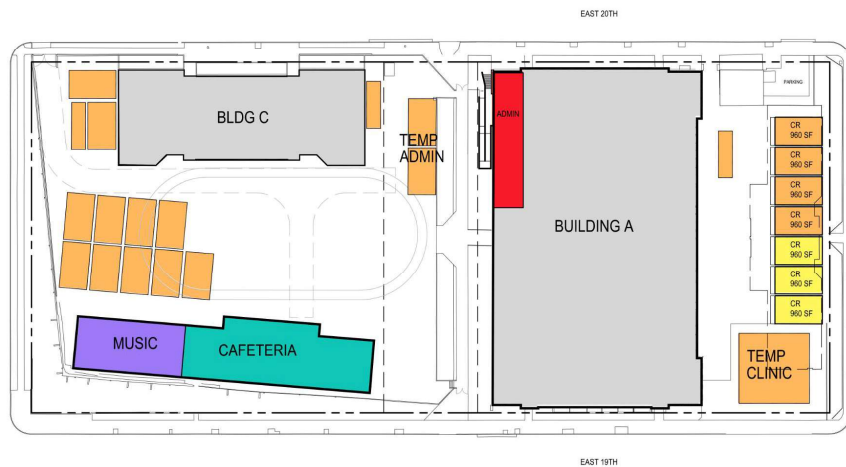 EAST 20TH
PARKING
BLDG C
ADMIN
TEMP
ADMIN
CR
960 SF
CR
960 SF
CR
960 SF
CR
960 SF
BUILDING A
CR
960 SF
CR
960 SF
CR
960 SF
MUSIC
CAFETERIA
TEMP
CLINIC
EAST 19TH